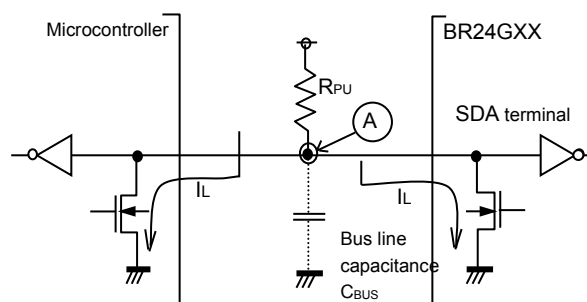 Microcontroller
BR24GXX
RPU
A
SDA terminal
IL
IL
Bus line
capacitance
CBUS